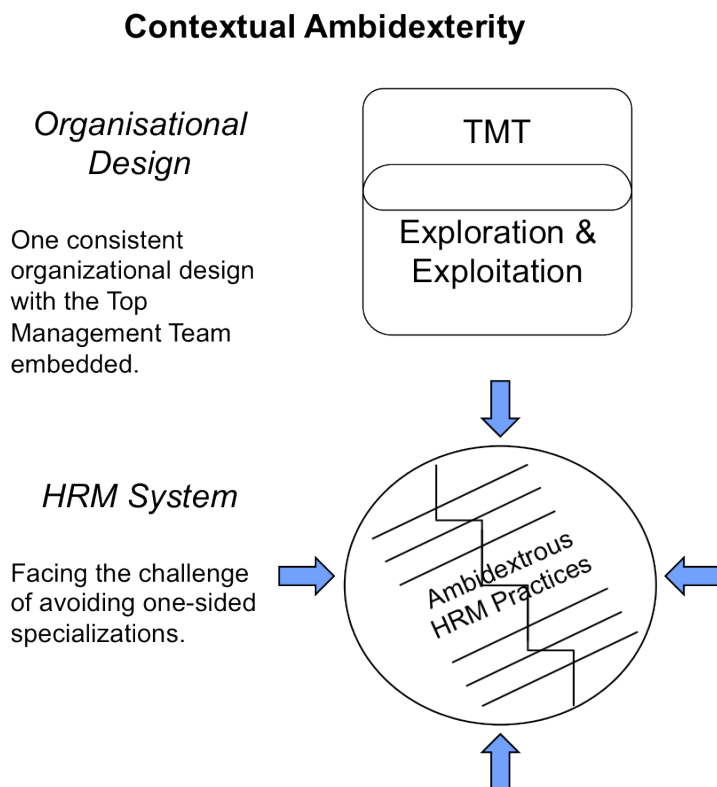 Contextual Ambidexterity
Organisational
Design
TMT
One consistent
organizational design
with the Top
Management Team
embedded.
Exploration &
Exploitation
HRM System
Facing the challenge
of avoiding one-sided
specializations.
Ambidextrous
HRM Practices